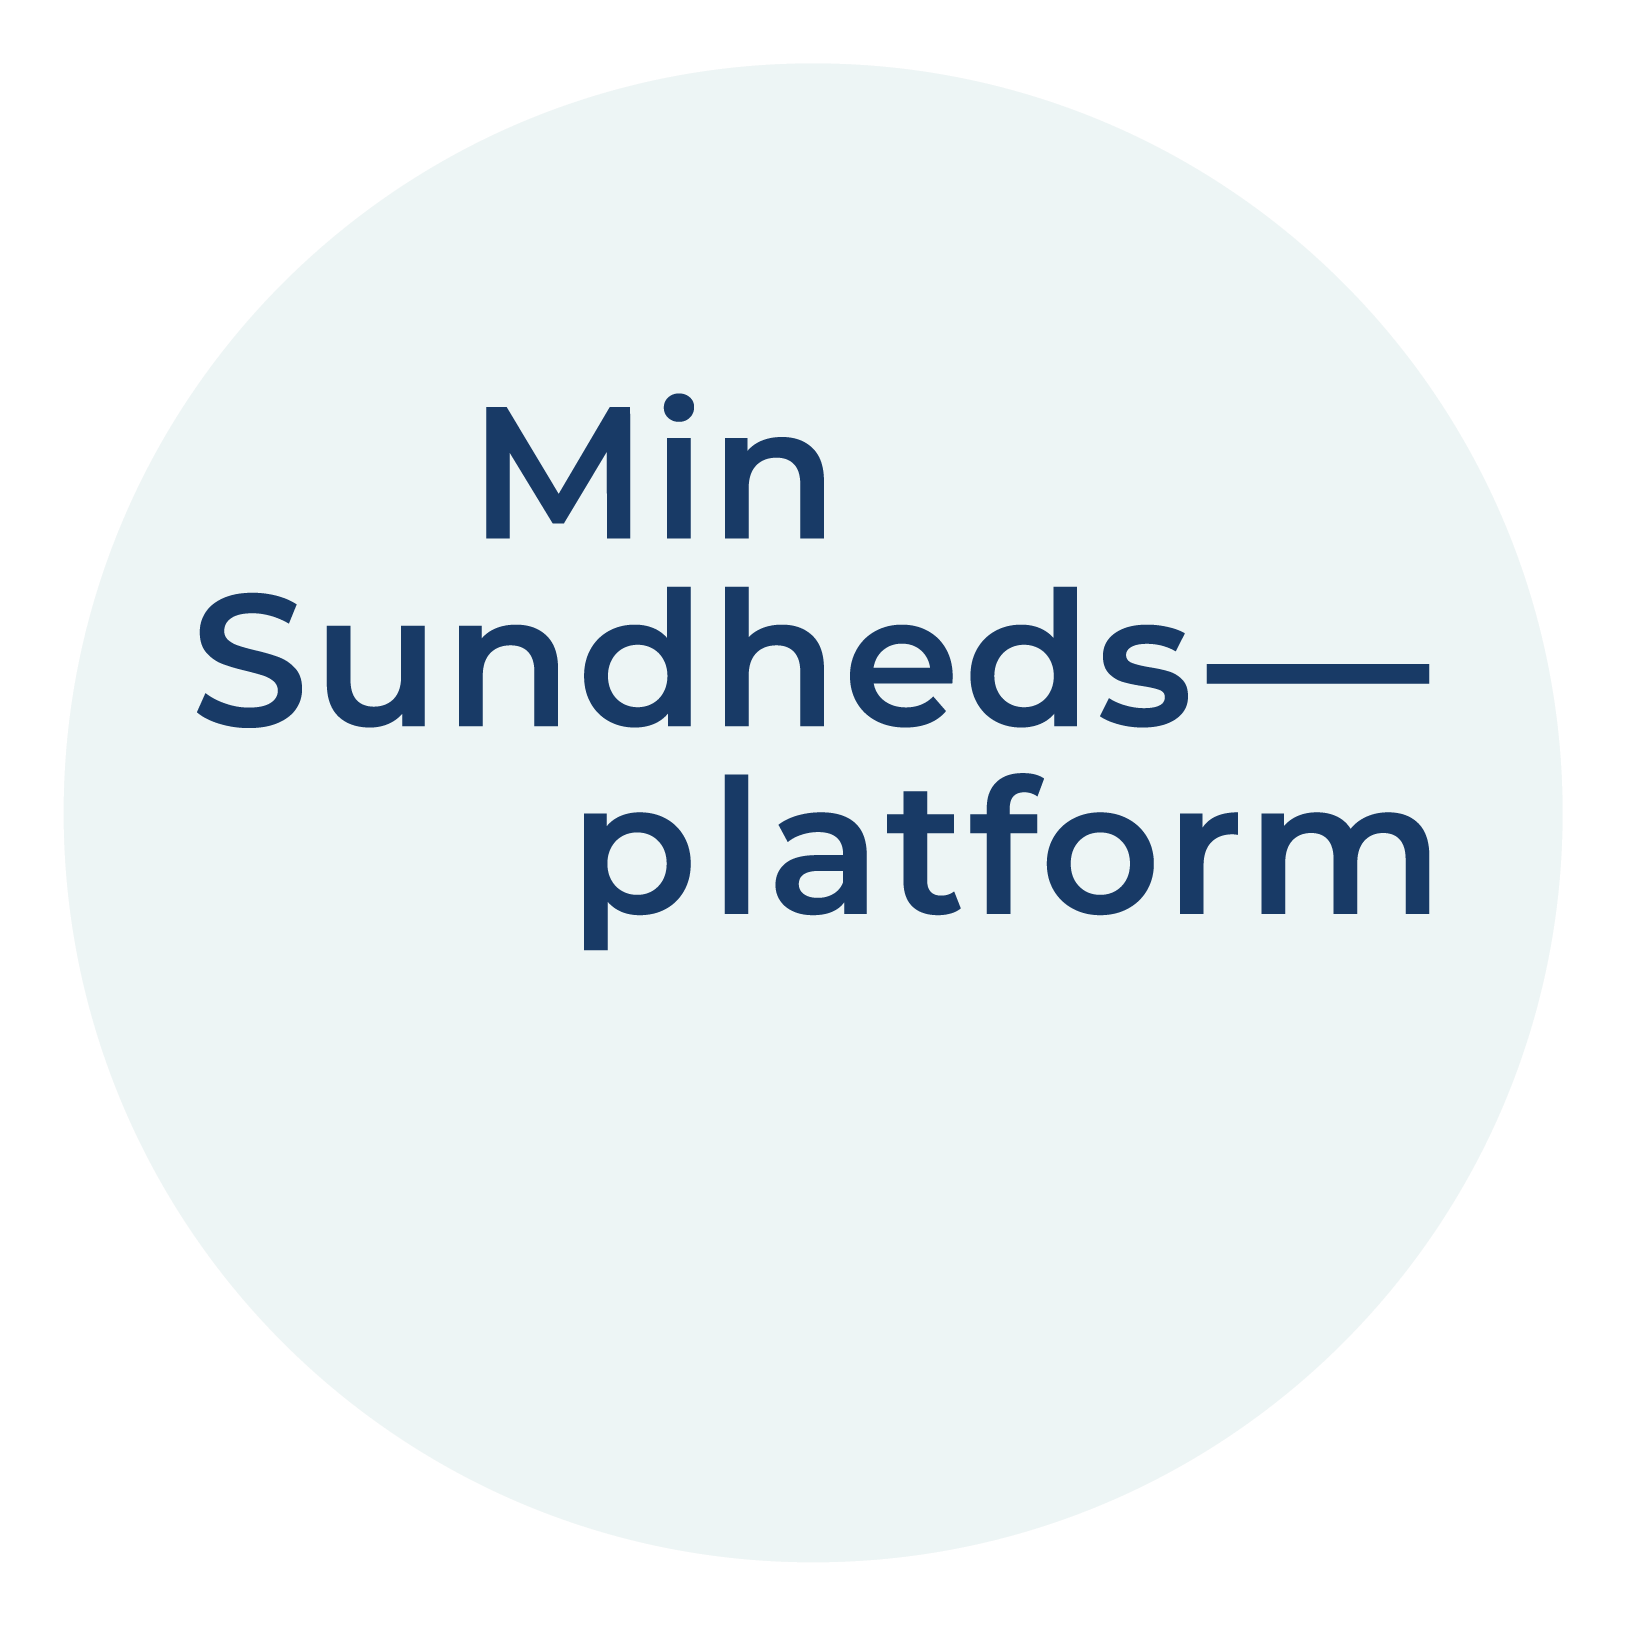 Min
Sundheds—
platform